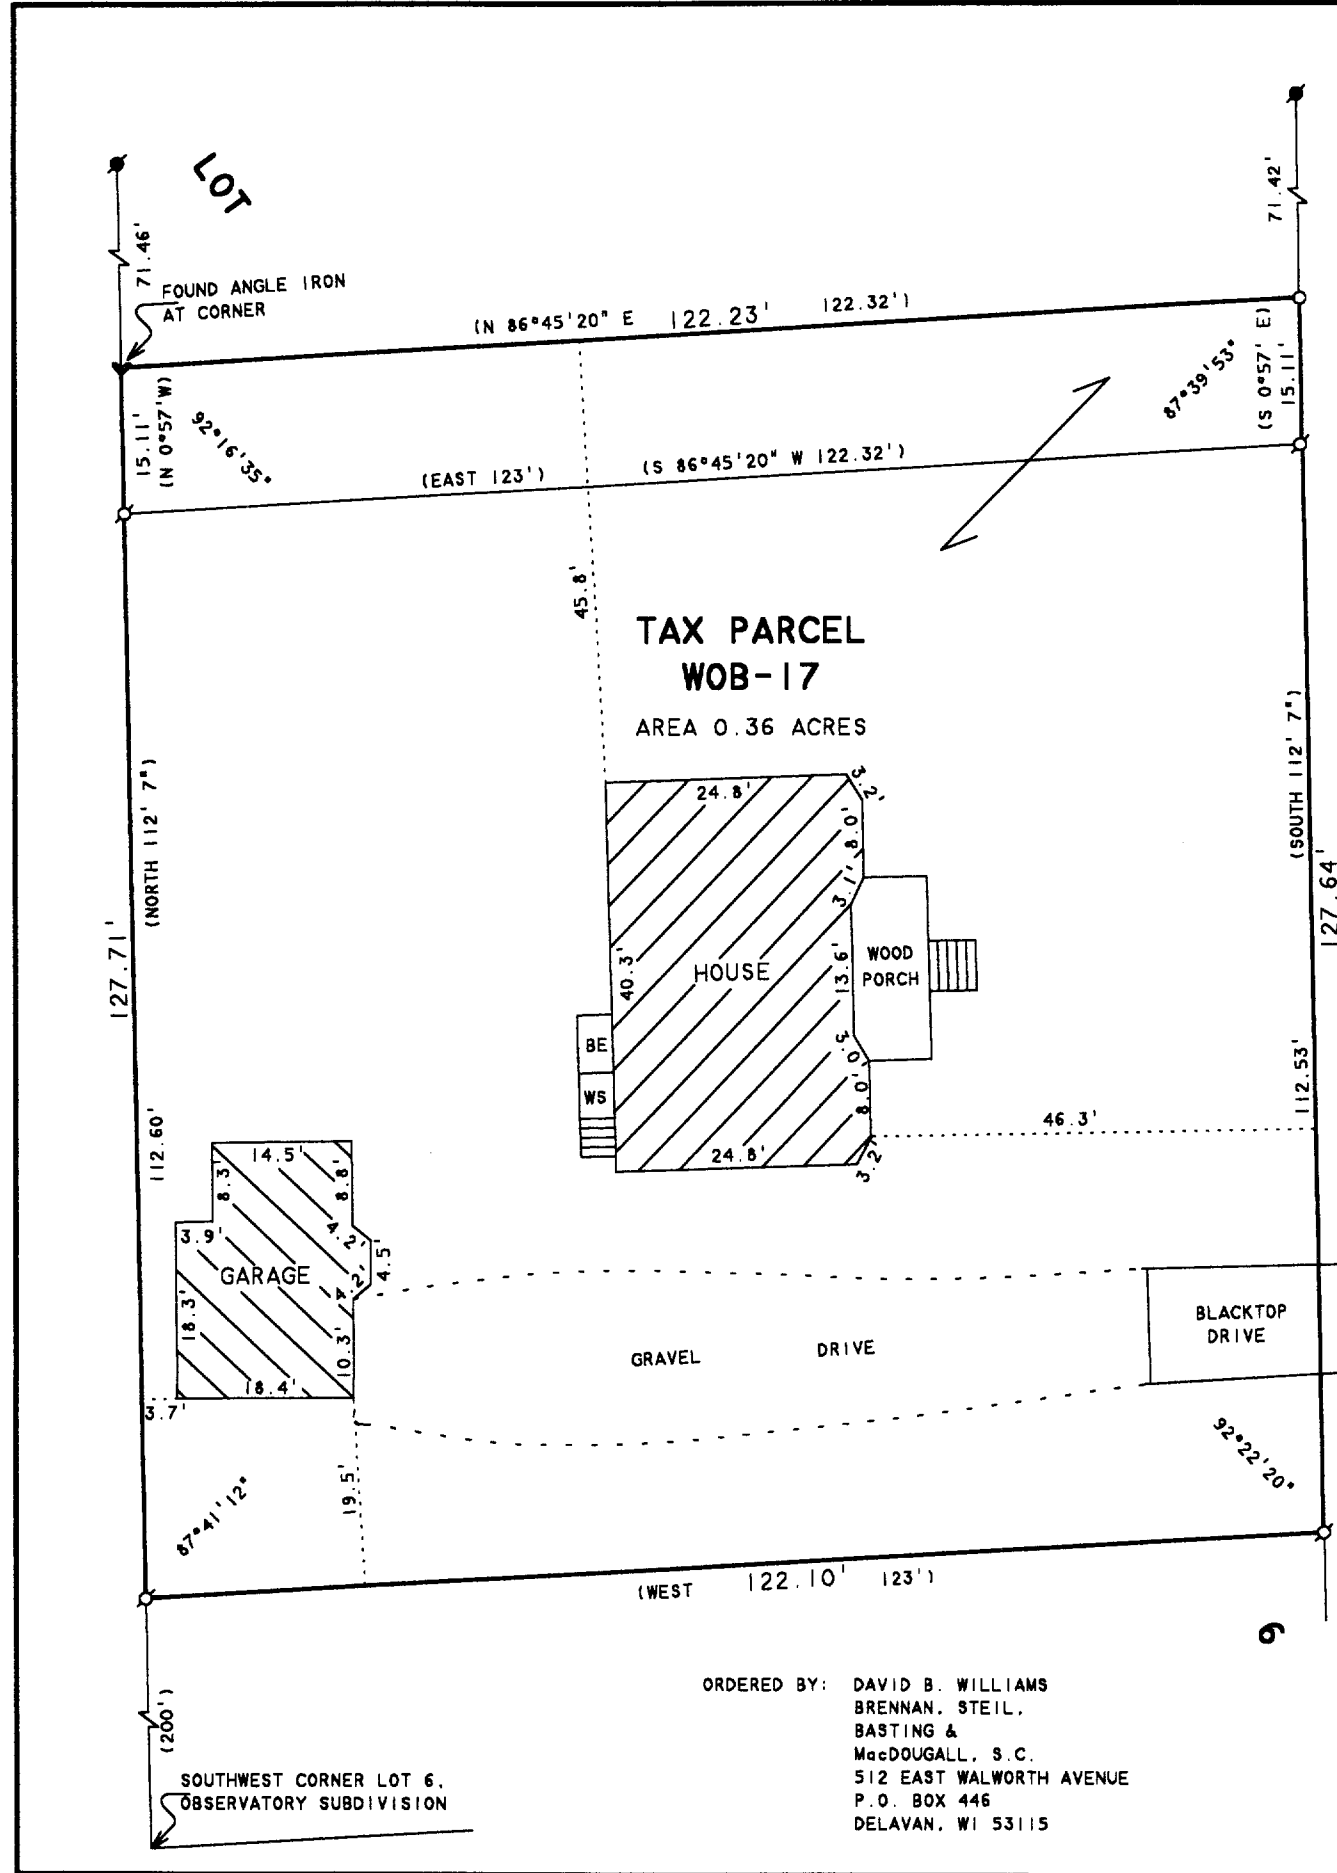 LOT
71.46'
71.42'
FOUND ANGLE IRON
AT CORNER
(N 86°45'20" E 122.23' 122.32')
15.11'
(N 0°57'W)
92°16'35"
87°39'53"
(S 0°57' E)
15.11'
(EAST 123')
(S 86°45'20" W 122.32')
45.8'
TAX PARCEL
WOB-17
AREA 0.36 ACRES
(NORTH 112' 7")
127.71'
112.60'
(SOUTH 112' 7")
127.64'
112.53'
24.8'
3.2'
8.0'
3.1'
40.3'
HOUSE
13.6'
WOOD
PORCH
BE
WS
3.0'
8.0'
24.8'
3.2'
46.3'
14.5'
8.3'
8.8'
3.9'
4.2'
4.5'
GARAGE
4.2'
18.3'
10.3'
18.4'
3.7'
GRAVEL DRIVE
BLACKTOP
DRIVE
19.5'
87°41'12"
92°22'20"
(WEST 122.10' 123')
6
(200')
SOUTHWEST CORNER LOT 6,
OBSERVATORY SUBDIVISION
ORDERED BY: DAVID B. WILLIAMS
BRENNAN, STEIL,
BASTING &
MacDOUGALL, S.C.
512 EAST WALWORTH AVENUE
P.O. BOX 446
DELAVAN, WI 53115